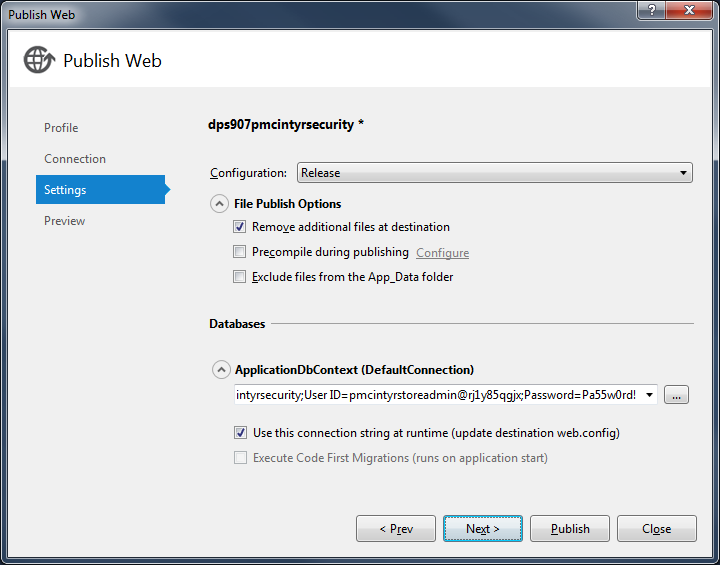 Publish Web
?
Publish Web
Profile
Connection
Settings
Preview
dps907pmcintyrsecurity *
Configuration: Release
File Publish Options
Remove additional files at destination
Precompile during publishing Configure
Exclude files from the App_Data folder
Databases
ApplicationDbContext (DefaultConnection)
intyrsecurity;User ID=pmcintyrstoreadmin@rj1y85qgjx;Password=Pa55w0rd! ...
Use this connection string at runtime (update destination web.config)
Execute Code First Migrations (runs on application start)
< Prev Next > Publish Close